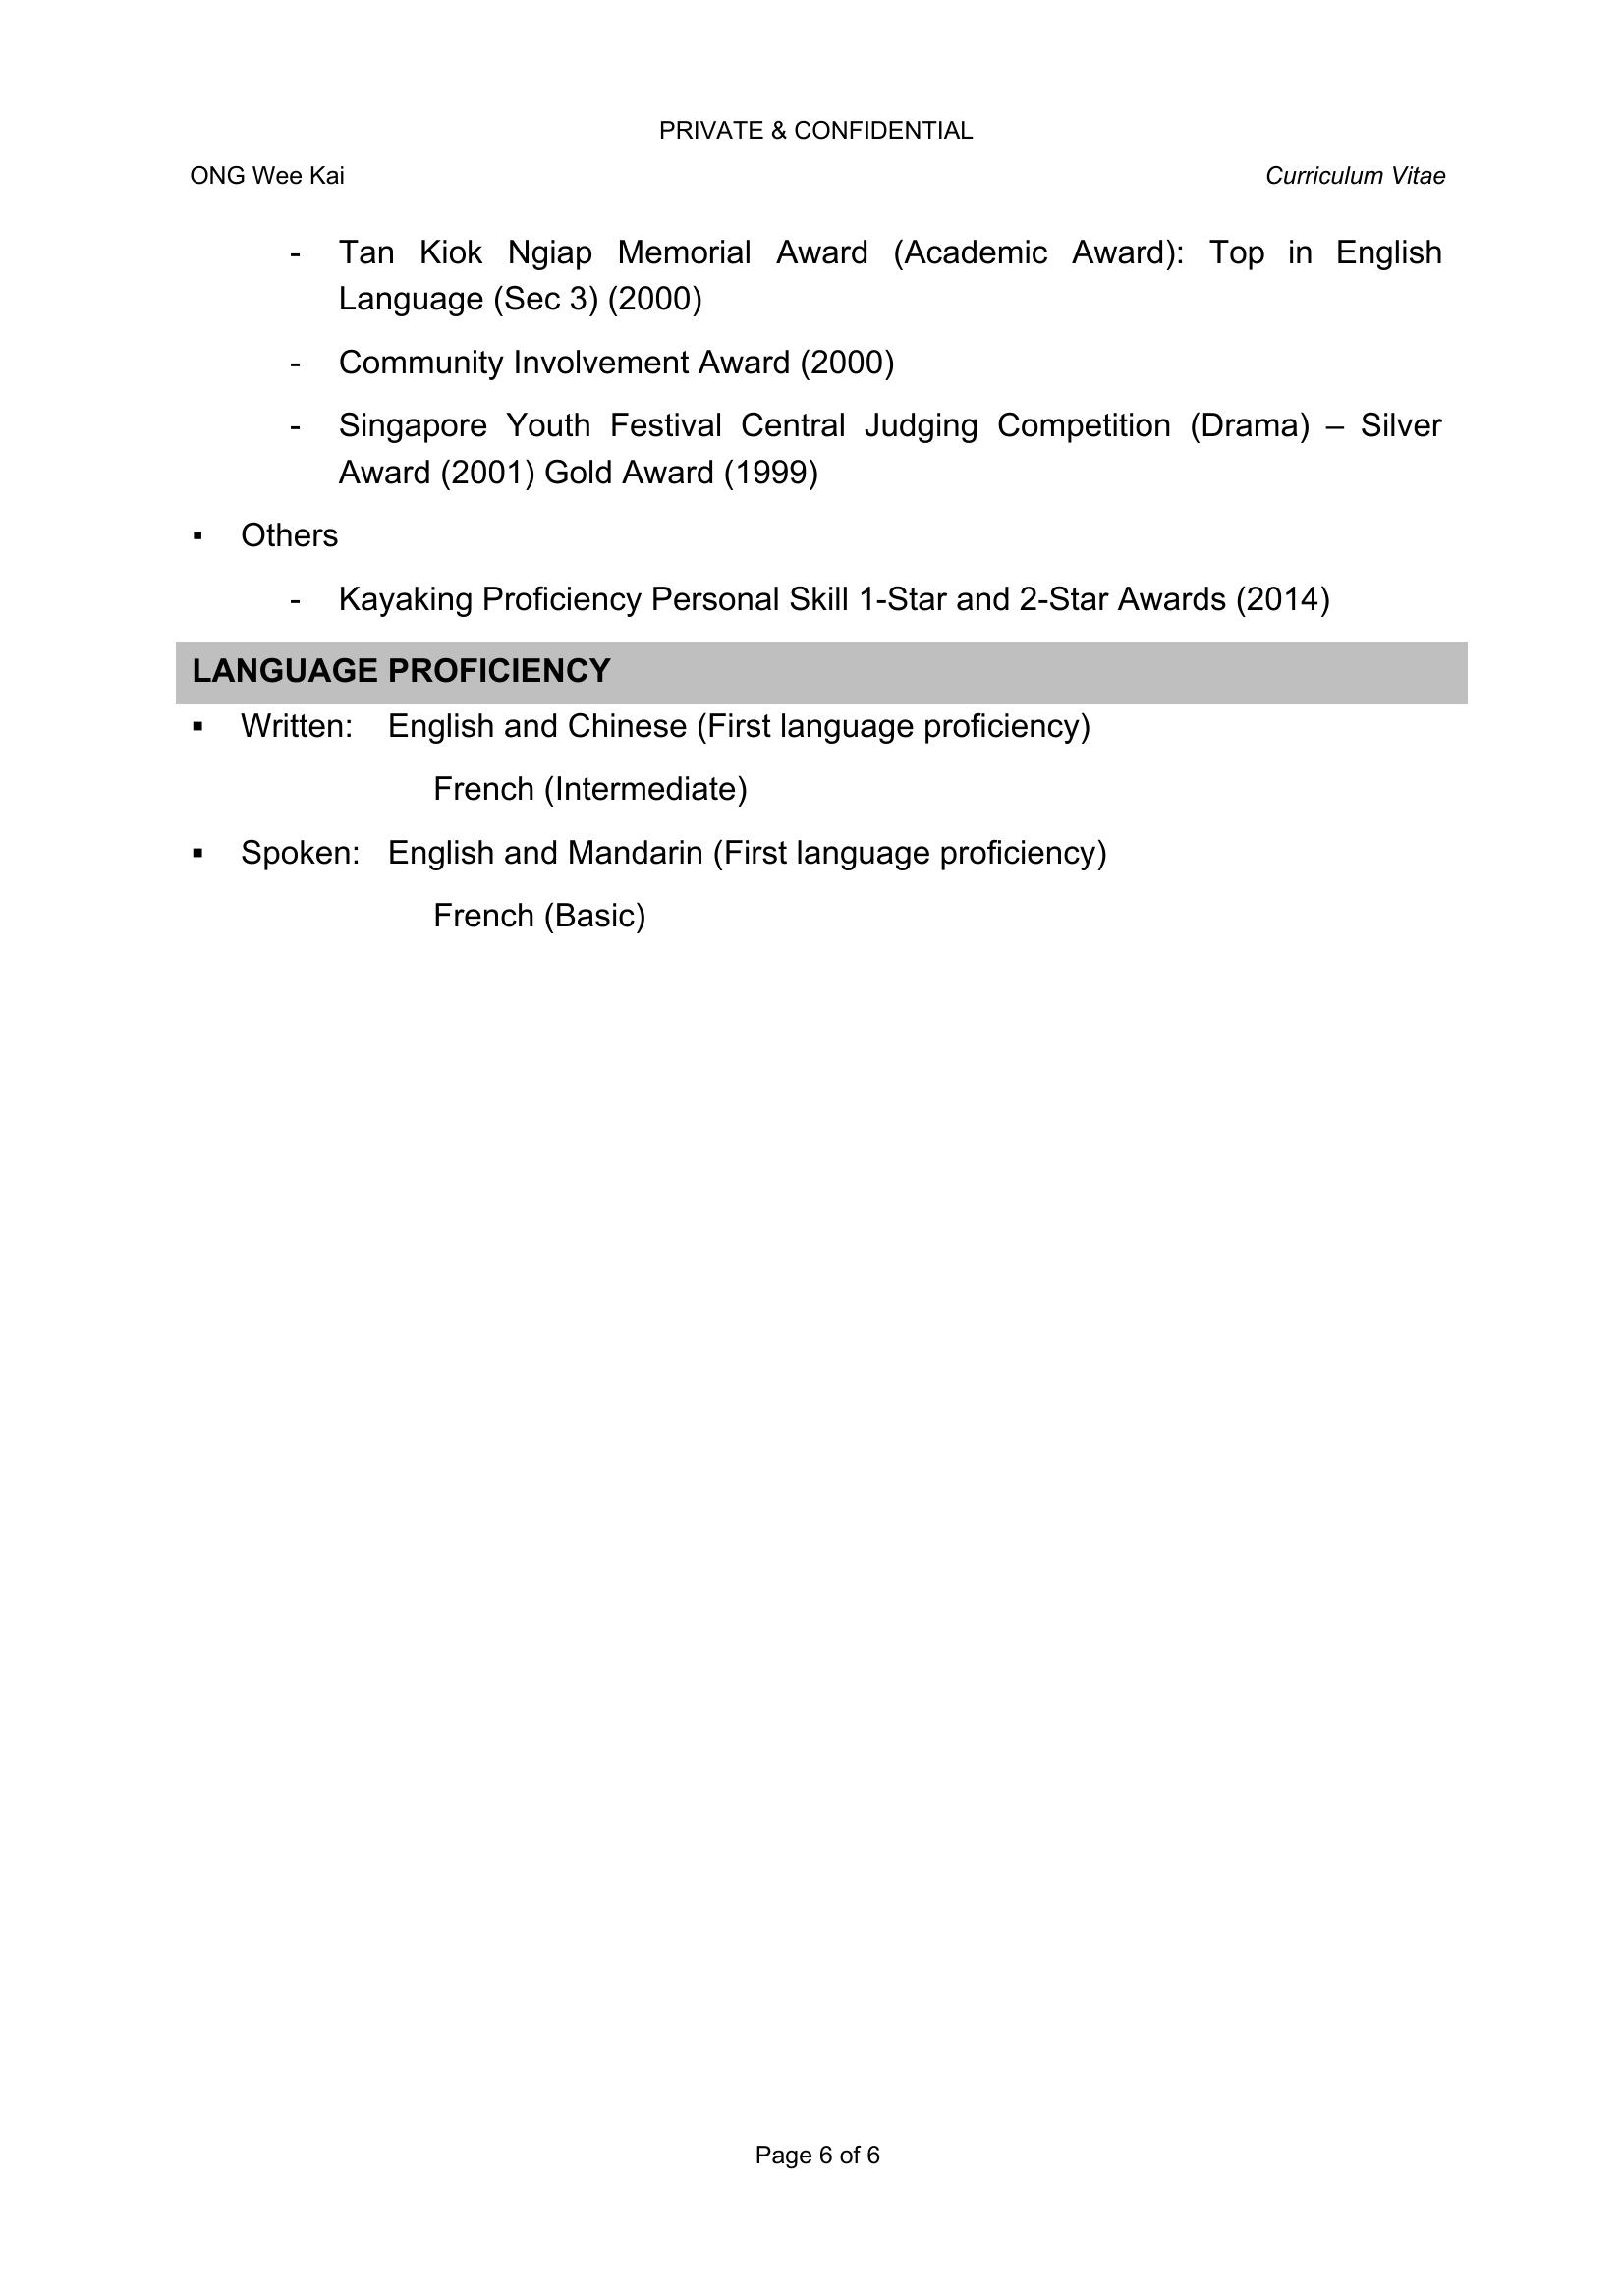 PRIVATE & CONFIDENTIAL
ONG Wee Kai Curriculum Vitae
- Tan Kiok Ngiap Memorial Award (Academic Award): Top in English
Language (Sec 3) (2000)
- Community Involvement Award (2000)
- Singapore Youth Festival Central Judging Competition (Drama) – Silver
Award (2001) Gold Award (1999)
▪ Others
- Kayaking Proficiency Personal Skill 1-Star and 2-Star Awards (2014)
LANGUAGE PROFICIENCY
▪ Written: English and Chinese (First language proficiency)
French (Intermediate)
▪ Spoken: English and Mandarin (First language proficiency)
French (Basic)
Page 6 of 6